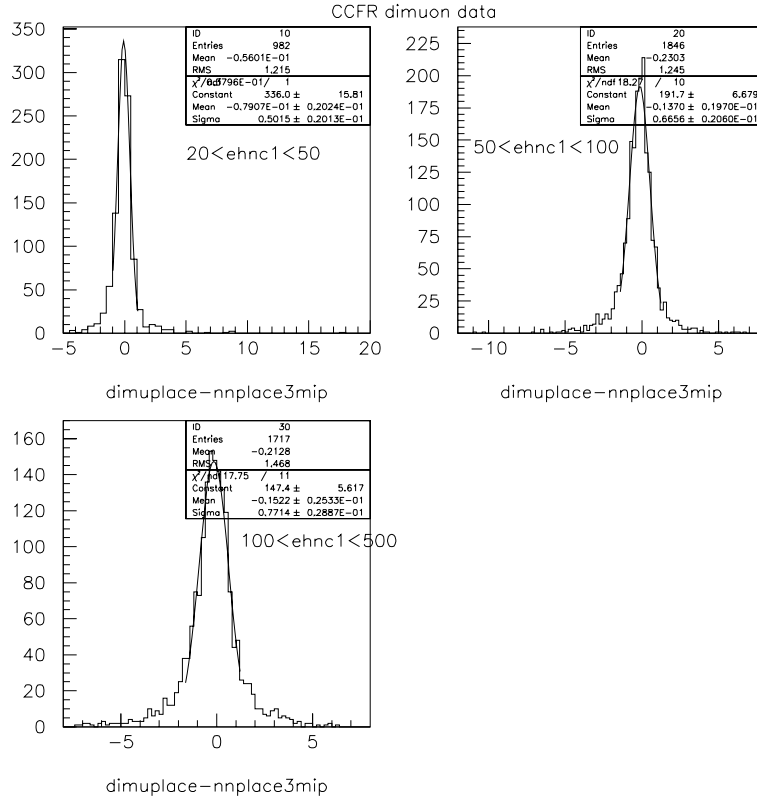 CCFR dimuon data
ID 10
Entries 982
Mean -0.5601E-01
RMS 1.215
χ²/ndf /  1
Constant 336.0 ± 15.81
Mean -0.7907E-01 ± 0.2024E-01
Sigma 0.5015 ± 0.2013E-01
20<ehnc1<50
350
300
250
200
150
100
50
0
-5 0 5 10 15 20
dimuplace-nnplace3mip
ID 20
Entries 1846
Mean -0.2303
RMS 1.245
χ²/ndf 18.27 / 10
Constant 191.7 ± 6.679
Mean -0.1370 ± 0.1970E-01
Sigma 0.6656 ± 0.2060E-01
50<ehnc1<100
225
200
175
150
125
100
75
50
25
0
-10 -5 0 5
dimuplace-nnplace3mip
ID 30
Entries 1717
Mean -0.2128
RMS 1.468
χ²/ndf 17.75 / 11
Constant 147.4 ± 5.617
Mean -0.1522 ± 0.2533E-01
Sigma 0.7714 ± 0.2887E-01
100<ehnc1<500
160
140
120
100
80
60
40
20
0
-5 0 5
dimuplace-nnplace3mip